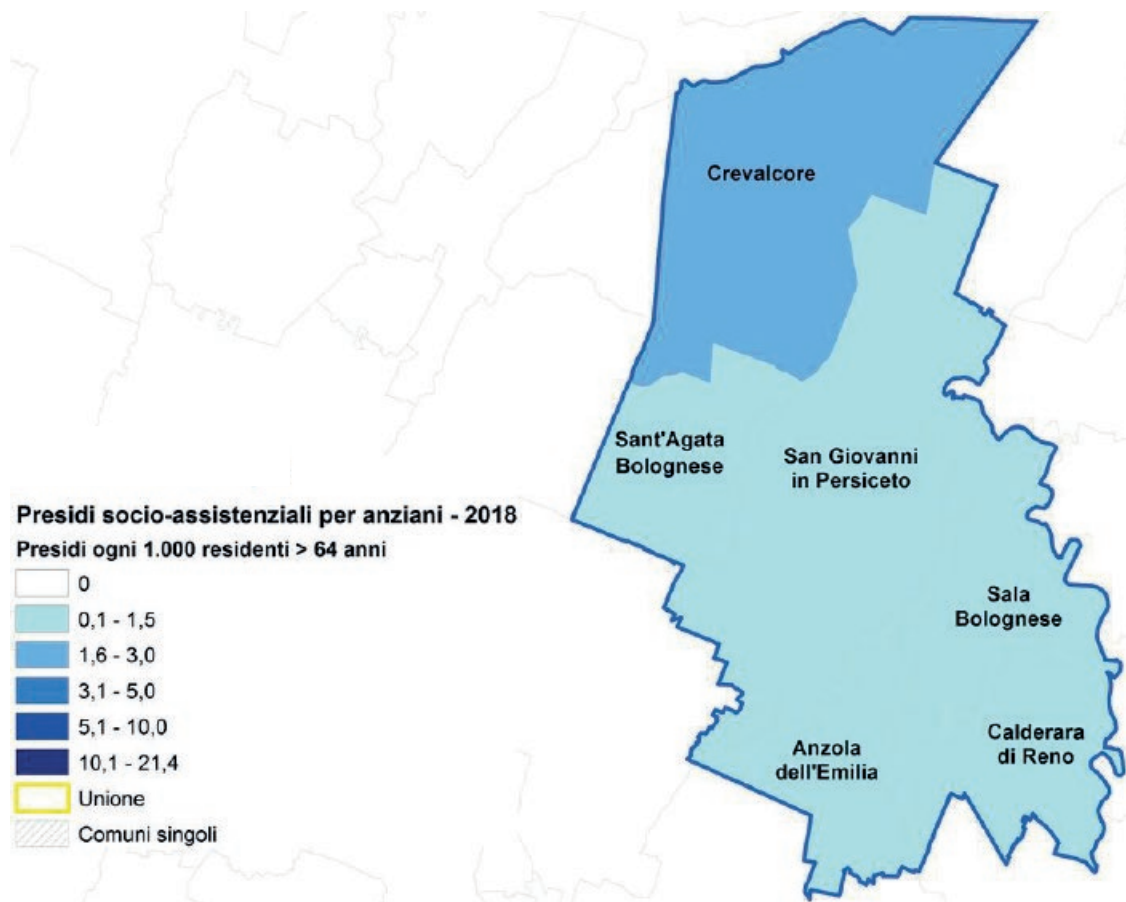 Crevalcore
Sant'Agata
Bolognese
San Giovanni
in Persiceto
Sala
Bolognese
Calderara
di Reno
Anzola
dell'Emilia
Presidi socio-assistenziali per anziani - 2018
Presidi ogni 1.000 residenti > 64 anni
0
0,1 - 1,5
1,6 - 3,0
3,1 - 5,0
5,1 - 10,0
10,1 - 21,4
Unione
Comuni singoli